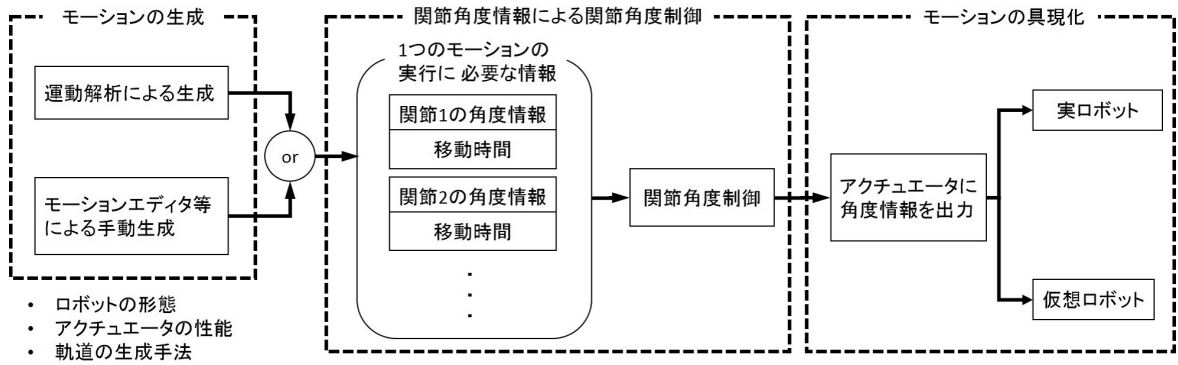 モーションの生成
運動解析による生成
モーションエディタ等
による手動生成
or
・ ロボットの形態
・ アクチュエータの性能
・ 軌道の生成手法
関節角度情報による関節角度制御
1つのモーションの
実行に 必要な情報
関節1の角度情報
移動時間
関節2の角度情報
移動時間
・
・
・
関節角度制御
モーションの具現化
アクチュエータに
角度情報を出力
実ロボット
仮想ロボット